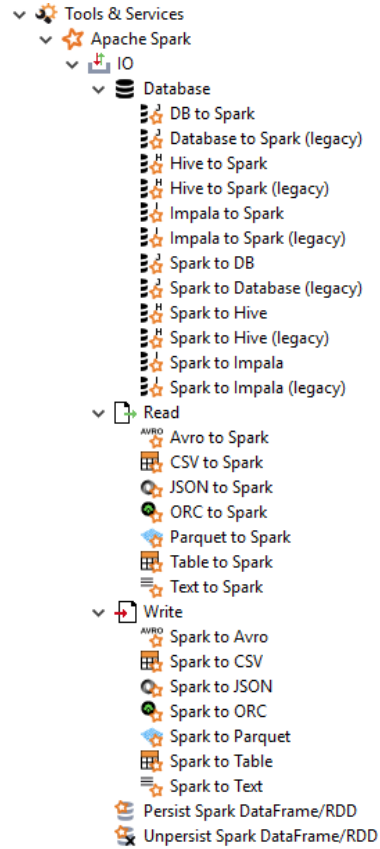 Tools & Services
Apache Spark
IO
Database
DB to Spark
Database to Spark (legacy)
Hive to Spark
Hive to Spark (legacy)
Impala to Spark
Impala to Spark (legacy)
Spark to DB
Spark to Database (legacy)
Spark to Hive
Spark to Hive (legacy)
Spark to Impala
Spark to Impala (legacy)
Read
AVRO Avro to Spark
CSV to Spark
JSON to Spark
ORC to Spark
Parquet to Spark
Table to Spark
Text to Spark
Write
AVRO Spark to Avro
Spark to CSV
Spark to JSON
Spark to ORC
Spark to Parquet
Spark to Table
Spark to Text
Persist Spark DataFrame/RDD
Unpersist Spark DataFrame/RDD